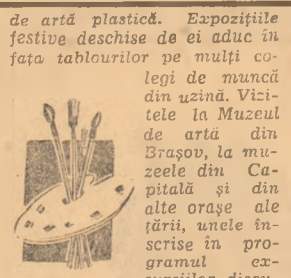 de artă plastică. Expozițiile
festive deschise de ei aduc în
fața tablourilor pe mulți co-
legi de muncă
din uzină. Vizi-
tele la Muzeul
de artă din
Brașov, la mu-
zeele din Ca-
pitală și din
alte orașe ale
țării, unele în-
scrise în pro-
gramul ex-